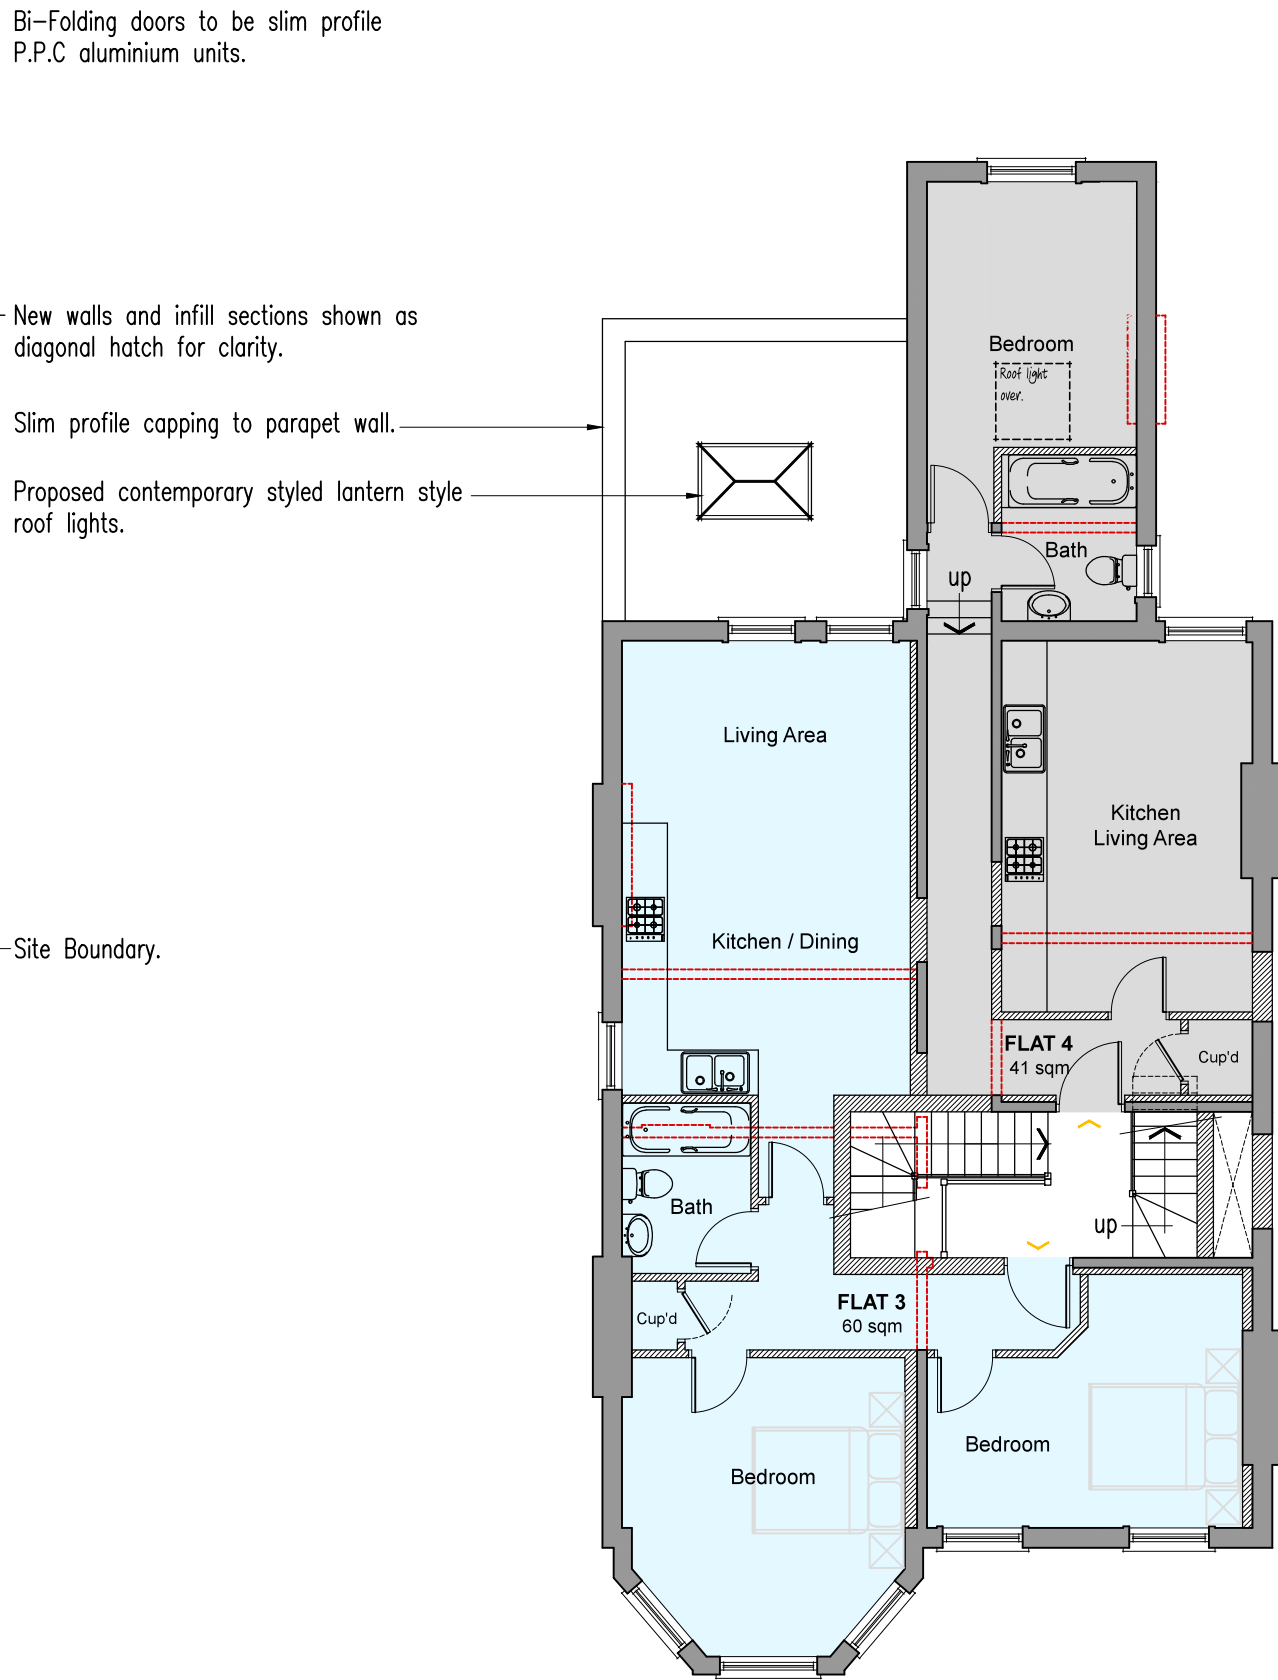 Bi-Folding doors to be slim profile
P.P.C aluminium units.
New walls and infill sections shown as
diagonal hatch for clarity.
Slim profile capping to parapet wall.
Proposed contemporary styled lantern style
roof lights.
Site Boundary.
Bedroom
Roof light
over.
Bath
up
Living Area
Kitchen
Living Area
Kitchen / Dining
FLAT 4
41 sqm
Cup'd
Bath
up
Cup'd
FLAT 3
60 sqm
Bedroom
Bedroom